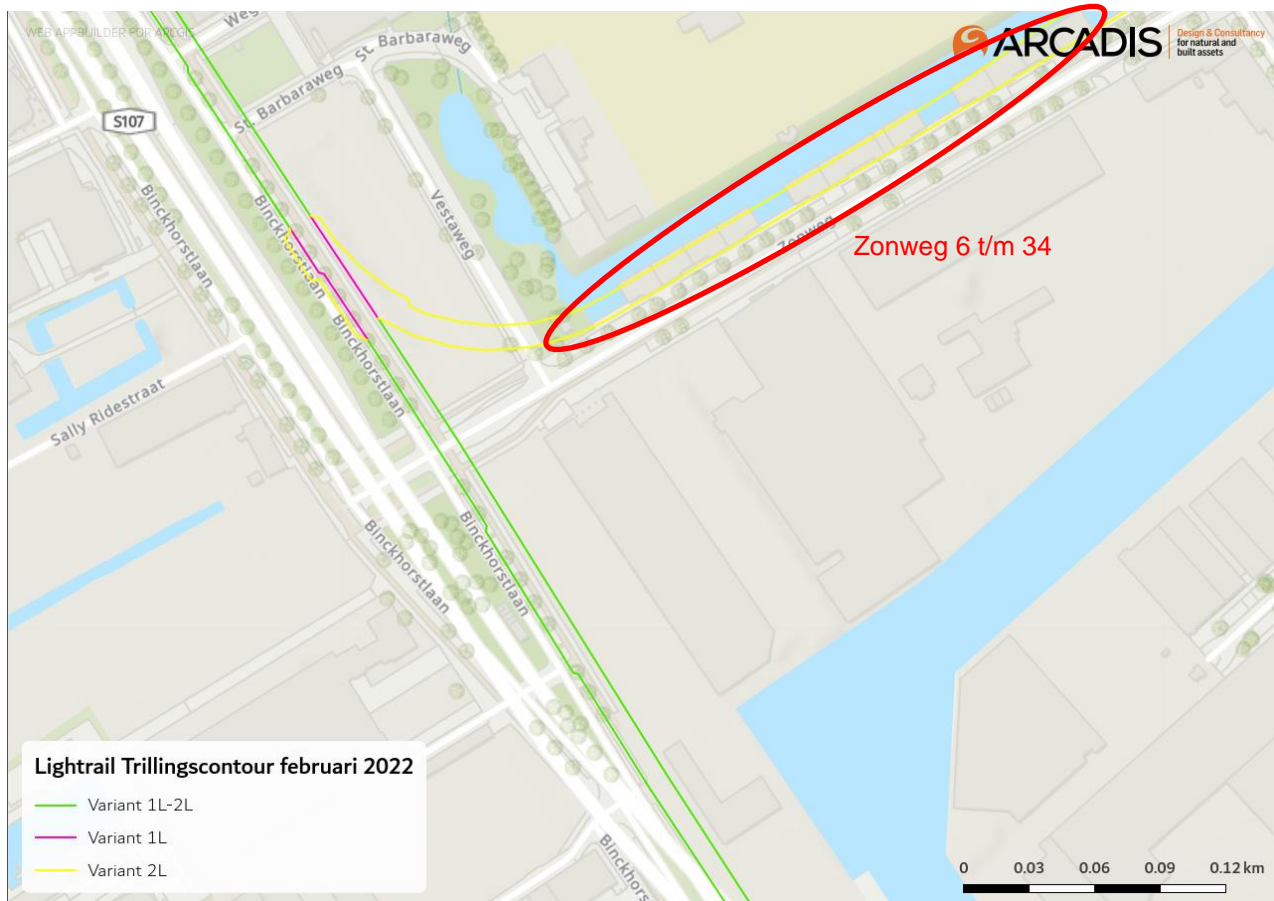 WEB APPBUILDER FOR ARCGIS
Weg
ARCADIS
Design & Consultancy
for natural and
built assets
St. Barbaraweg
St. Barbaraweg
S107
Binckhorstlaan
Binckhorstlaan
Vestaweg
Zonweg
Zonweg 6 t/m 34
Binckhorstlaan
Binckhorstlaan
Sally Ridestraat
Binckhorstlaan
Binckhorstlaan
Binckhors
Lightrail Trillingscontour februari 2022
Variant 1L-2L
Variant 1L
Variant 2L
0 0.03 0.06 0.09 0.12 km